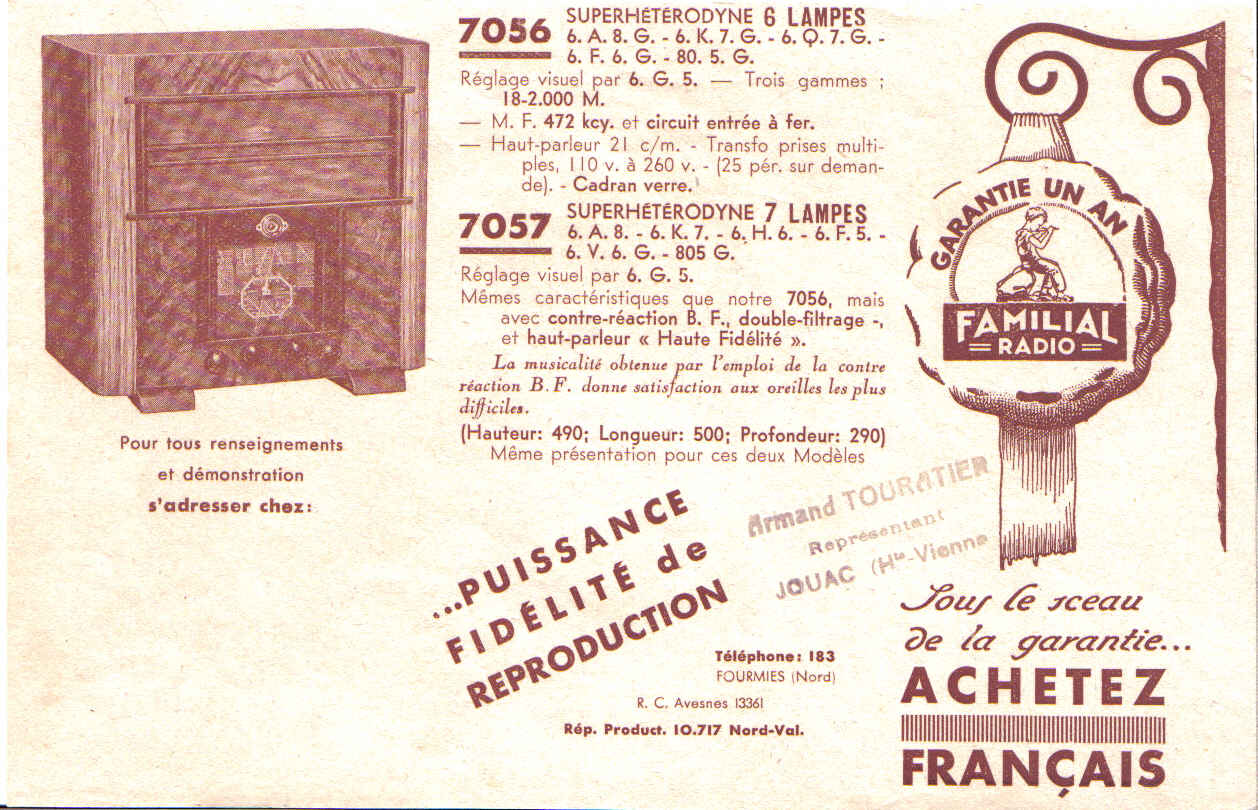 7056 SUPERHÉTÉRODYNE 6 LAMPES
6. A. 8. G. - 6. K. 7. G. - 6. Q. 7. G. -
6. F. 6. G. - 80. 5. G.
Réglage visuel par 6. G. 5. — Trois gammes ;
18-2.000 M.
— M. F. 472 kcy. et circuit entrée à fer.
— Haut-parleur 21 c/m. - Transfo prises multi-
ples, 110 v. à 260 v. - (25 pér. sur deman-
de). - Cadran verre.
7057 SUPERHÉTÉRODYNE 7 LAMPES
6. A. 8. - 6. K. 7. - 6. H. 6. - 6. F. 5. -
6. V. 6. G. - 805 G.
Réglage visuel par 6. G. 5.
Mêmes caractéristiques que notre 7056, mais
avec contre-réaction B. F., double-filtrage -,
et haut-parleur « Haute Fidélité ».
La musicalité obtenue par l'emploi de la contre
réaction B. F. donne satisfaction aux oreilles les plus
difficiles.
(Hauteur: 490; Longueur: 500; Profondeur: 290)
Même présentation pour ces deux Modèles
Pour tous renseignements
et démonstration
s'adresser chez:
...PUISSANCE
FIDÉLITÉ de
REPRODUCTION
Armand TOURATIER
Représentant
JOUAC (Hte-Vienne
Téléphone: 183
FOURMIES (Nord)
R. C. Avesnes 13361
Rép. Product. 10.717 Nord-Val.
GARANTIE UN AN
FAMILIAL
RADIO
Sous le sceau
de la garantie...
ACHETEZ
FRANÇAIS